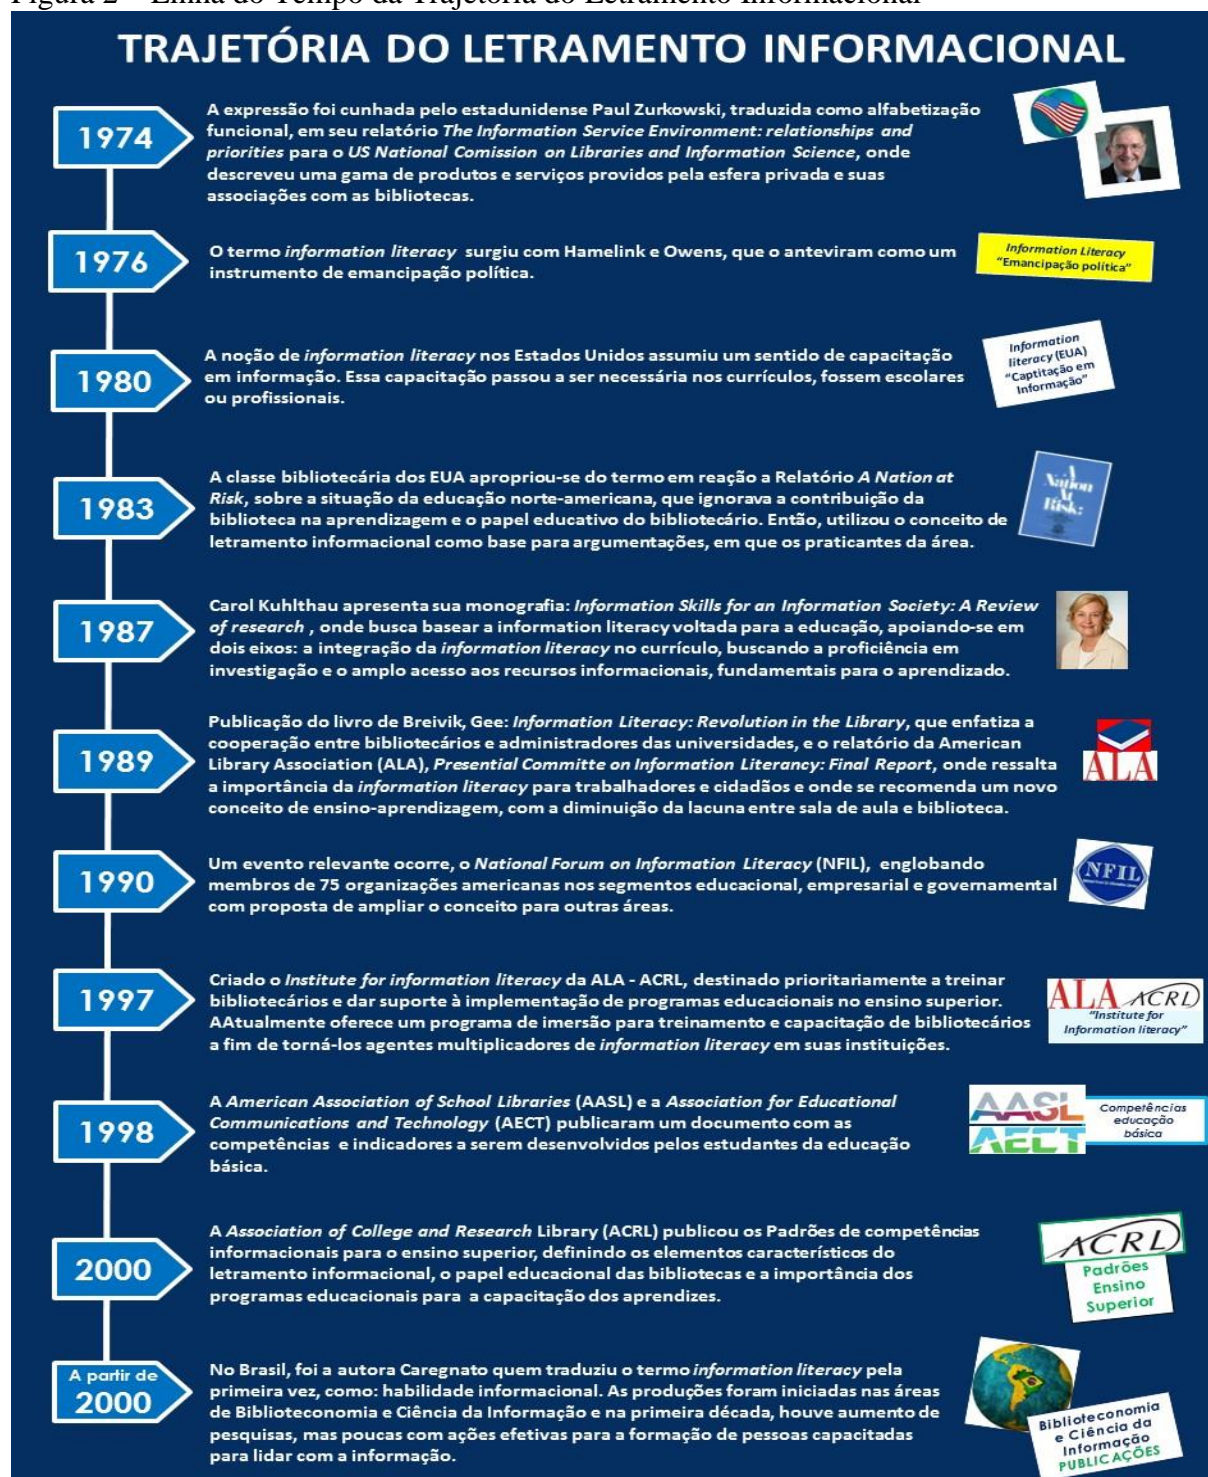 Figura 2 – Linha do Tempo da Trajetória do Letramento Informacional
TRAJETÓRIA DO LETRAMENTO INFORMACIONAL
1974
A expressão foi cunhada pelo estadunidense Paul Zurkowski, traduzida como alfabetização
funcional, em seu relatório The Information Service Environment: relationships and
priorities para o US National Comission on Libraries and Information Science, onde
descreveu uma gama de produtos e serviços providos pela esfera privada e suas
associações com as bibliotecas.
1976
O termo information literacy surgiu com Hamelink e Owens, que o anteviram como um
instrumento de emancipação política.
Information Literacy
“Emancipação política”
1980
A noção de information literacy nos Estados Unidos assumiu um sentido de capacitação
em informação. Essa capacitação passou a ser necessária nos currículos, fossem escolares
ou profissionais.
Information
literacy (EUA)
“Captitação em
Informação”
1983
A classe bibliotecária dos EUA apropriou-se do termo em reação a Relatório A Nation at
Risk, sobre a situação da educação norte-americana, que ignorava a contribuição da
biblioteca na aprendizagem e o papel educativo do bibliotecário. Então, utilizou o conceito de
letramento informacional como base para argumentações, em que os praticantes da área.
A
Nation
At
Risk:
1987
Carol Kuhlthau apresenta sua monografia: Information Skills for an Information Society: A Review
of research , onde busca basear a information literacy voltada para a educação, apoiando-se em
dois eixos: a integração da information literacy no currículo, buscando a proficiência em
investigação e o amplo acesso aos recursos informacionais, fundamentais para o aprendizado.
1989
Publicação do livro de Breivik, Gee: Information Literacy: Revolution in the Library, que enfatiza a
cooperação entre bibliotecários e administradores das universidades, e o relatório da American
Library Association (ALA), Presential Committe on Information Literancy: Final Report, onde ressalta
a importância da information literacy para trabalhadores e cidadãos e onde se recomenda um novo
conceito de ensino-aprendizagem, com a diminuição da lacuna entre sala de aula e biblioteca.
ALA
1990
Um evento relevante ocorre, o National Forum on Information Literacy (NFIL), englobando
membros de 75 organizações americanas nos segmentos educacional, empresarial e governamental
com proposta de ampliar o conceito para outras áreas.
NFIL
1997
Criado o Institute for information literacy da ALA - ACRL, destinado prioritariamente a treinar
bibliotecários e dar suporte à implementação de programas educacionais no ensino superior.
AAtualmente oferece um programa de imersão para treinamento e capacitação de bibliotecários
a fim de torná-los agentes multiplicadores de information literacy em suas instituições.
ALA ACRL
“Institute for
Information literacy”
1998
A American Association of School Libraries (AASL) e a Association for Educational
Communications and Technology (AECT) publicaram um documento com as
competências e indicadores a serem desenvolvidos pelos estudantes da educação
básica.
AASL
AECT
Competências
educação
básica
2000
A Association of College and Research Library (ACRL) publicou os Padrões de competências
informacionais para o ensino superior, definindo os elementos característicos do
letramento informacional, o papel educacional das bibliotecas e a importância dos
programas educacionais para a capacitação dos aprendizes.
ACRL
Padrões
Ensino
Superior
A partir de
2000
No Brasil, foi a autora Caregnato quem traduziu o termo information literacy pela
primeira vez, como: habilidade informacional. As produções foram iniciadas nas áreas
de Biblioteconomia e Ciência da Informação e na primeira década, houve aumento de
pesquisas, mas poucas com ações efetivas para a formação de pessoas capacitadas
para lidar com a informação.
Biblioteconomia
e Ciência da
Informação
PUBLICAÇÕES